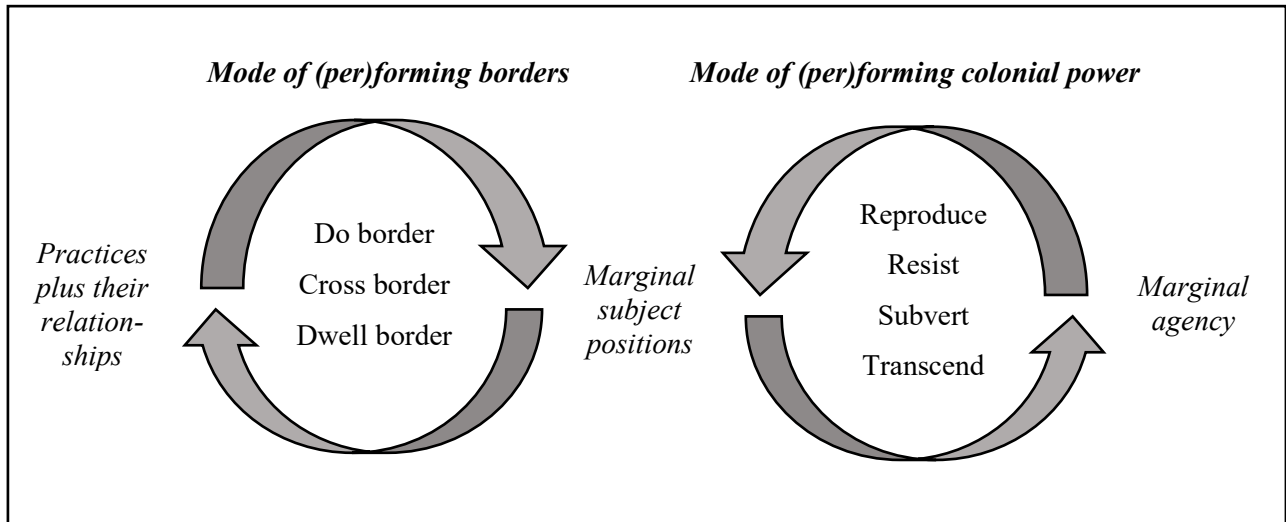 Mode of (per)forming borders
Mode of (per)forming colonial power
Practices
plus their
relation-
ships
Do border
Cross border
Dwell border
Marginal
subject
positions
Reproduce
Resist
Subvert
Transcend
Marginal
agency